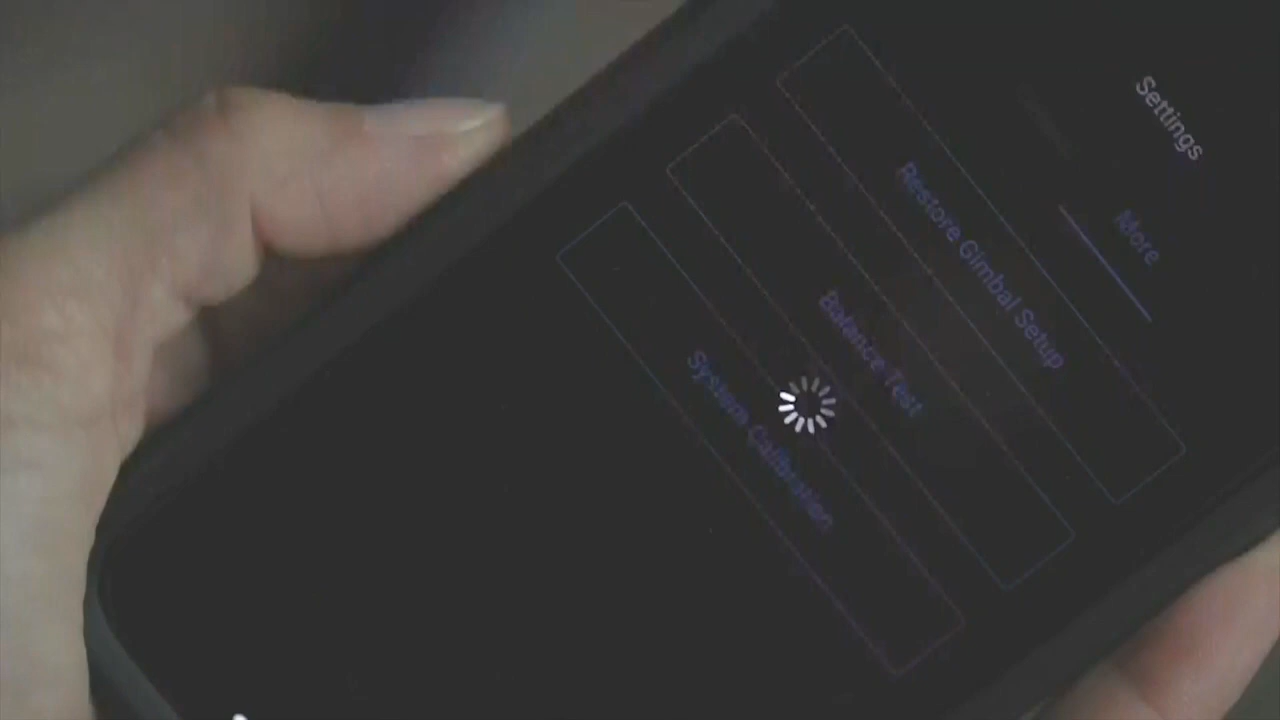 Settings
More
Restore Gimbal Setup
Balance Test
System Calibration